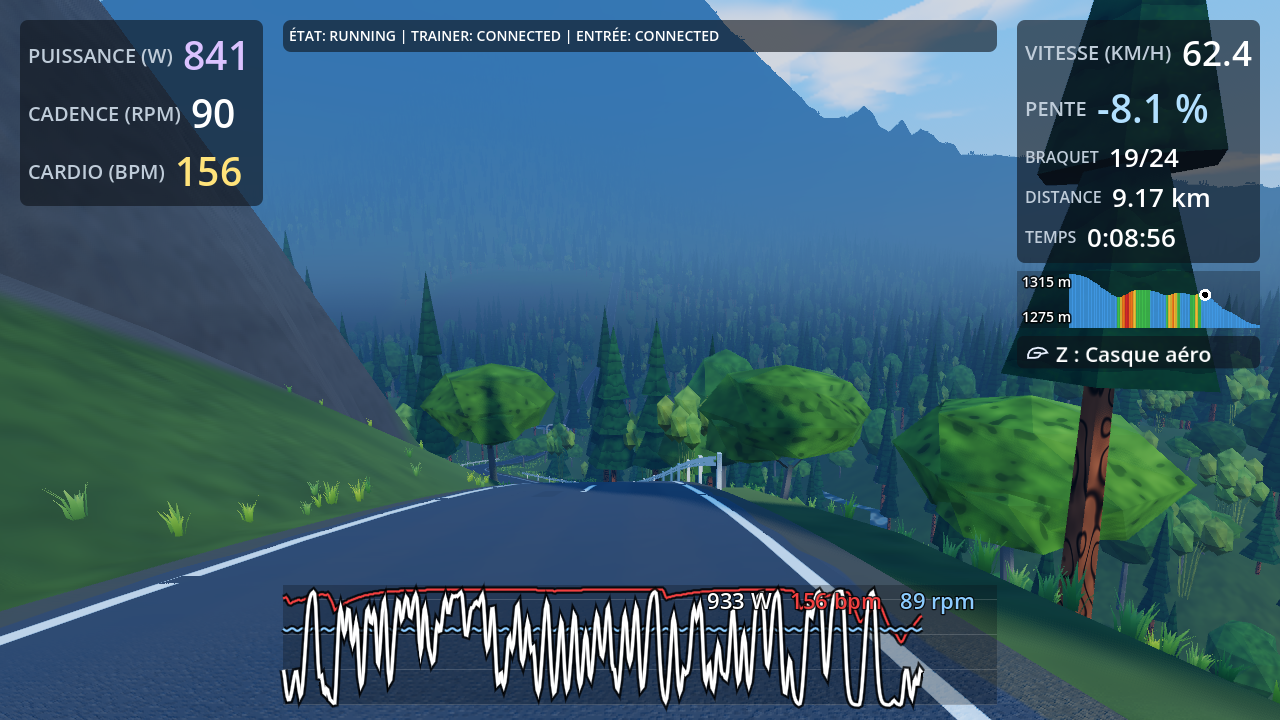 PUISSANCE (W) 841
CADENCE (RPM) 90
CARDIO (BPM) 156
ÉTAT: RUNNING | TRAINER: CONNECTED | ENTRÉE: CONNECTED
VITESSE (KM/H) 62.4
PENTE -8.1 %
BRAQUET 19/24
DISTANCE 9.17 km
TEMPS 0:08:56
1315 m
1275 m
Z : Casque aéro
933 W 156 bpm 89 rpm